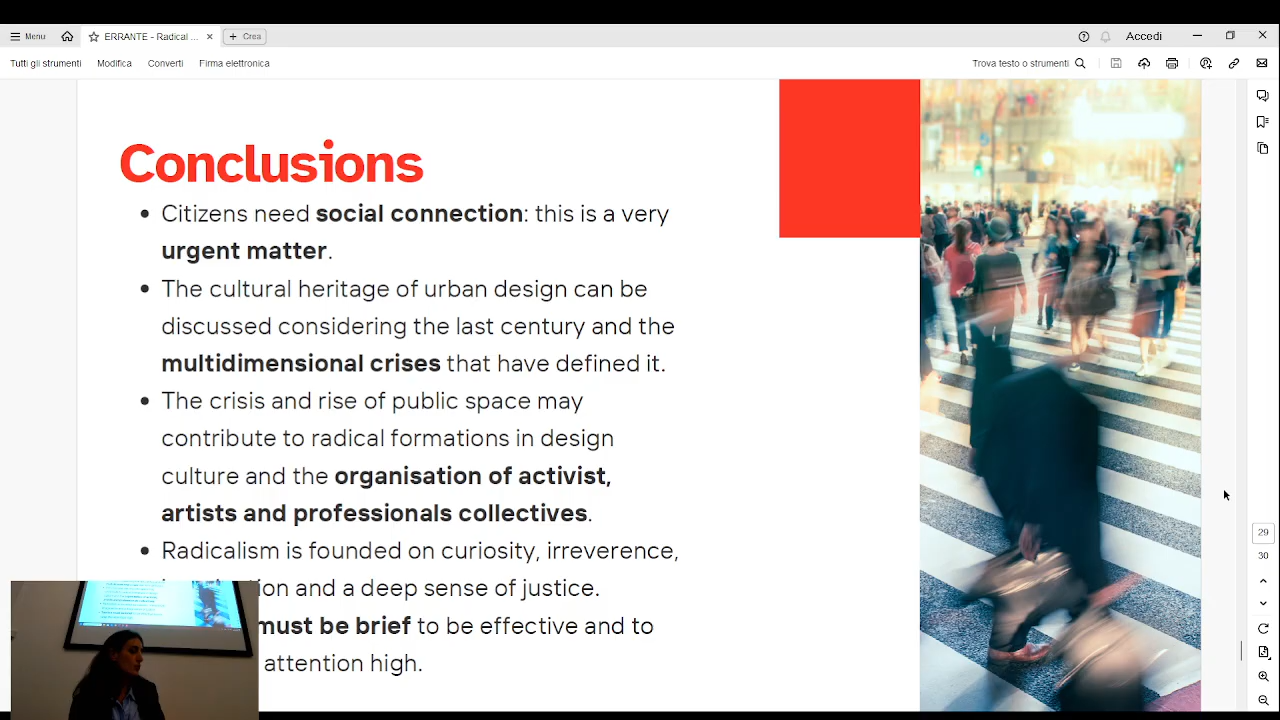 Menu
ERRANTE - Radical ...
Crea
Accedi
Tutti gli strumenti
Modifica
Converti
Firma elettronica
Trova testo o strumenti
Conclusions
• Citizens need social connection: this is a very
urgent matter.
• The cultural heritage of urban design can be
discussed considering the last century and the
multidimensional crises that have defined it.
• The crisis and rise of public space may
contribute to radical formations in design
culture and the organisation of activist,
artists and professionals collectives.
• Radicalism is founded on curiosity, irreverence,
ion and a deep sense of justice.
must be brief to be effective and to
attention high.
29
30